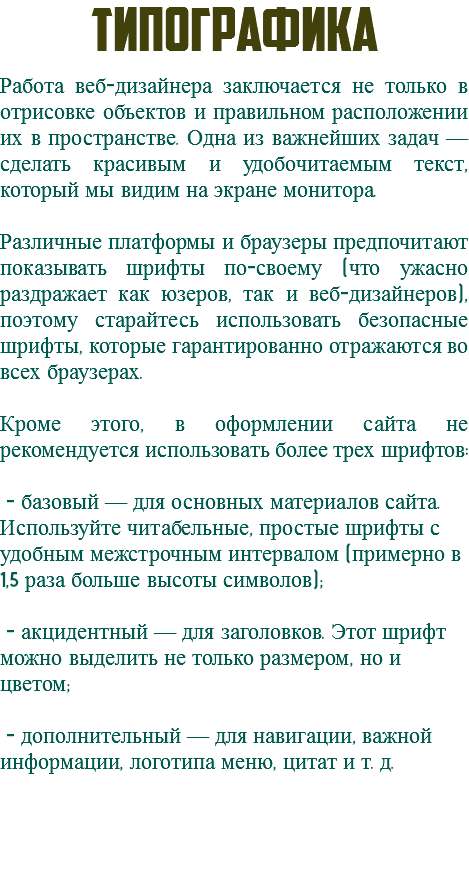 ТИПОГРАФИКА
Работа веб-дизайнера заключается не только в
отрисовке объектов и правильном расположении
их в пространстве. Одна из важнейших задач —
сделать красивым и удобочитаемым текст,
который мы видим на экране монитора.
Различные платформы и браузеры предпочитают
показывать шрифты по-своему (что ужасно
раздражает как юзеров, так и веб-дизайнеров),
поэтому старайтесь использовать безопасные
шрифты, которые гарантированно отражаются во
всех браузерах.
Кроме этого, в оформлении сайта не
рекомендуется использовать более трех шрифтов:
- базовый — для основных материалов сайта.
Используйте читабельные, простые шрифты с
удобным межстрочным интервалом (примерно в
1,5 раза больше высоты символов);
- акцидентный — для заголовков. Этот шрифт
можно выделить не только размером, но и
цветом;
- дополнительный — для навигации, важной
информации, логотипа меню, цитат и т. д.